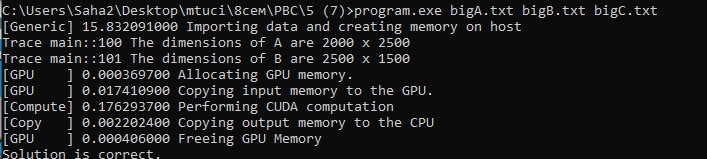 C:\Users\Saha2\Desktop\mtuci\8сем\PBC\5 (7)>program.exe bigA.txt bigB.txt bigC.txt
[Generic] 15.832091000 Importing data and creating memory on host
Trace main::100 The dimensions of A are 2000 x 2500
Trace main::101 The dimensions of B are 2500 x 1500
[GPU    ] 0.000369700 Allocating GPU memory.
[GPU    ] 0.017410900 Copying input memory to the GPU.
[Compute] 0.176293700 Performing CUDA computation
[Copy   ] 0.002202400 Copying output memory to the CPU
[GPU    ] 0.000406000 Freeing GPU Memory
Solution is correct.